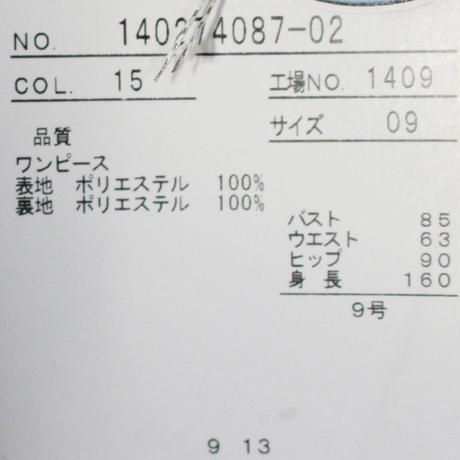 NO. 140214087-02
COL. 15
工場NO. 1409
サイズ 09
品質
ワンピース
表地 ポリエステル 100%
裏地 ポリエステル 100%
バスト 85
ウエスト 63
ヒップ 90
身長 160
9号
9 13